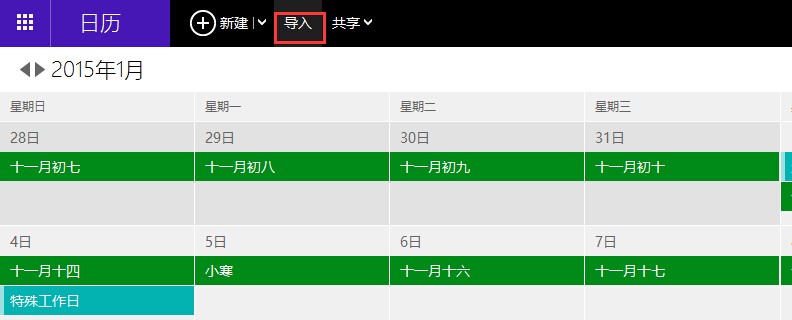 日历 新建 导入 共享
2015年1月
星期日 星期一 星期二 星期三
28日 29日 30日 31日
十一月初七 十一月初八 十一月初九 十一月初十
4日 5日 6日 7日
十一月十四 小寒 十一月十六 十一月十七
特殊工作日